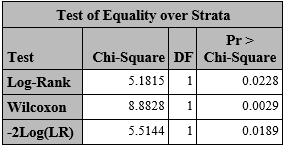 Test of Equality over Strata
Test Chi-Square DF Pr > Chi-Square
Log-Rank 5.1815 1 0.0228
Wilcoxon 8.8828 1 0.0029
-2Log(LR) 5.5144 1 0.0189